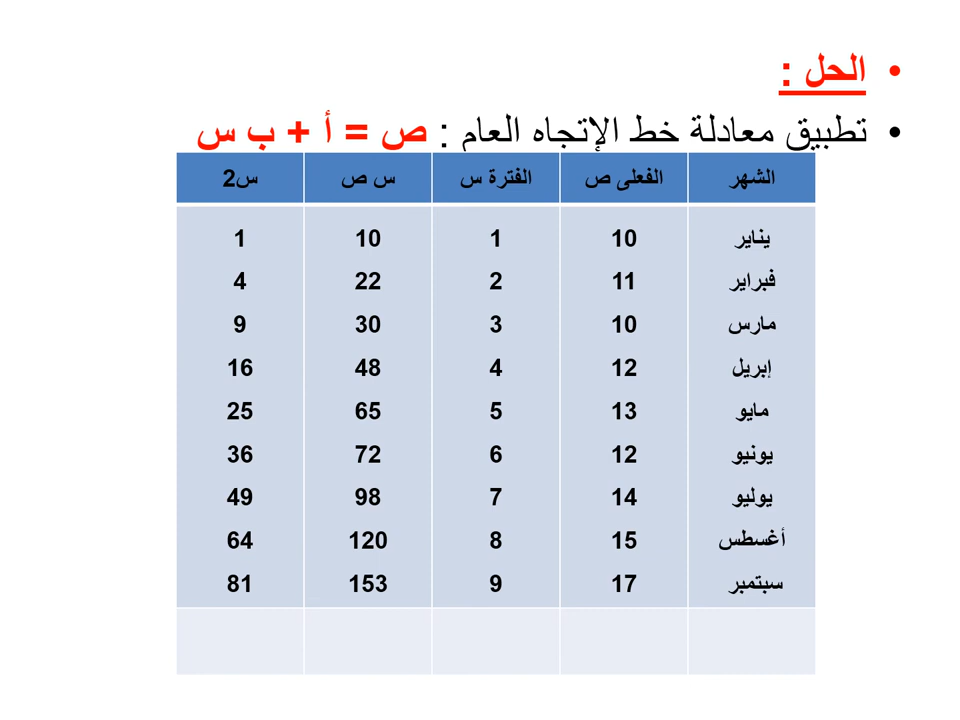 • الحل :
• تطبيق معادلة خط الإتجاه العام : ص = أ + ب س
الشهر الفعلى ص الفترة س س ص س2
يناير 10 1 10 1
فبراير 11 2 22 4
مارس 10 3 30 9
إبريل 12 4 48 16
مايو 13 5 65 25
يونيو 12 6 72 36
يوليو 14 7 98 49
أغسطس 15 8 120 64
سبتمبر 17 9 153 81